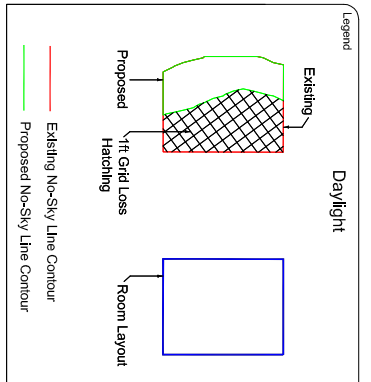 Legend
Daylight
Existing
Proposed
1ft Grid Loss
Hatching
Room Layout
Existing No-Sky Line Contour
Proposed No-Sky Line Contour